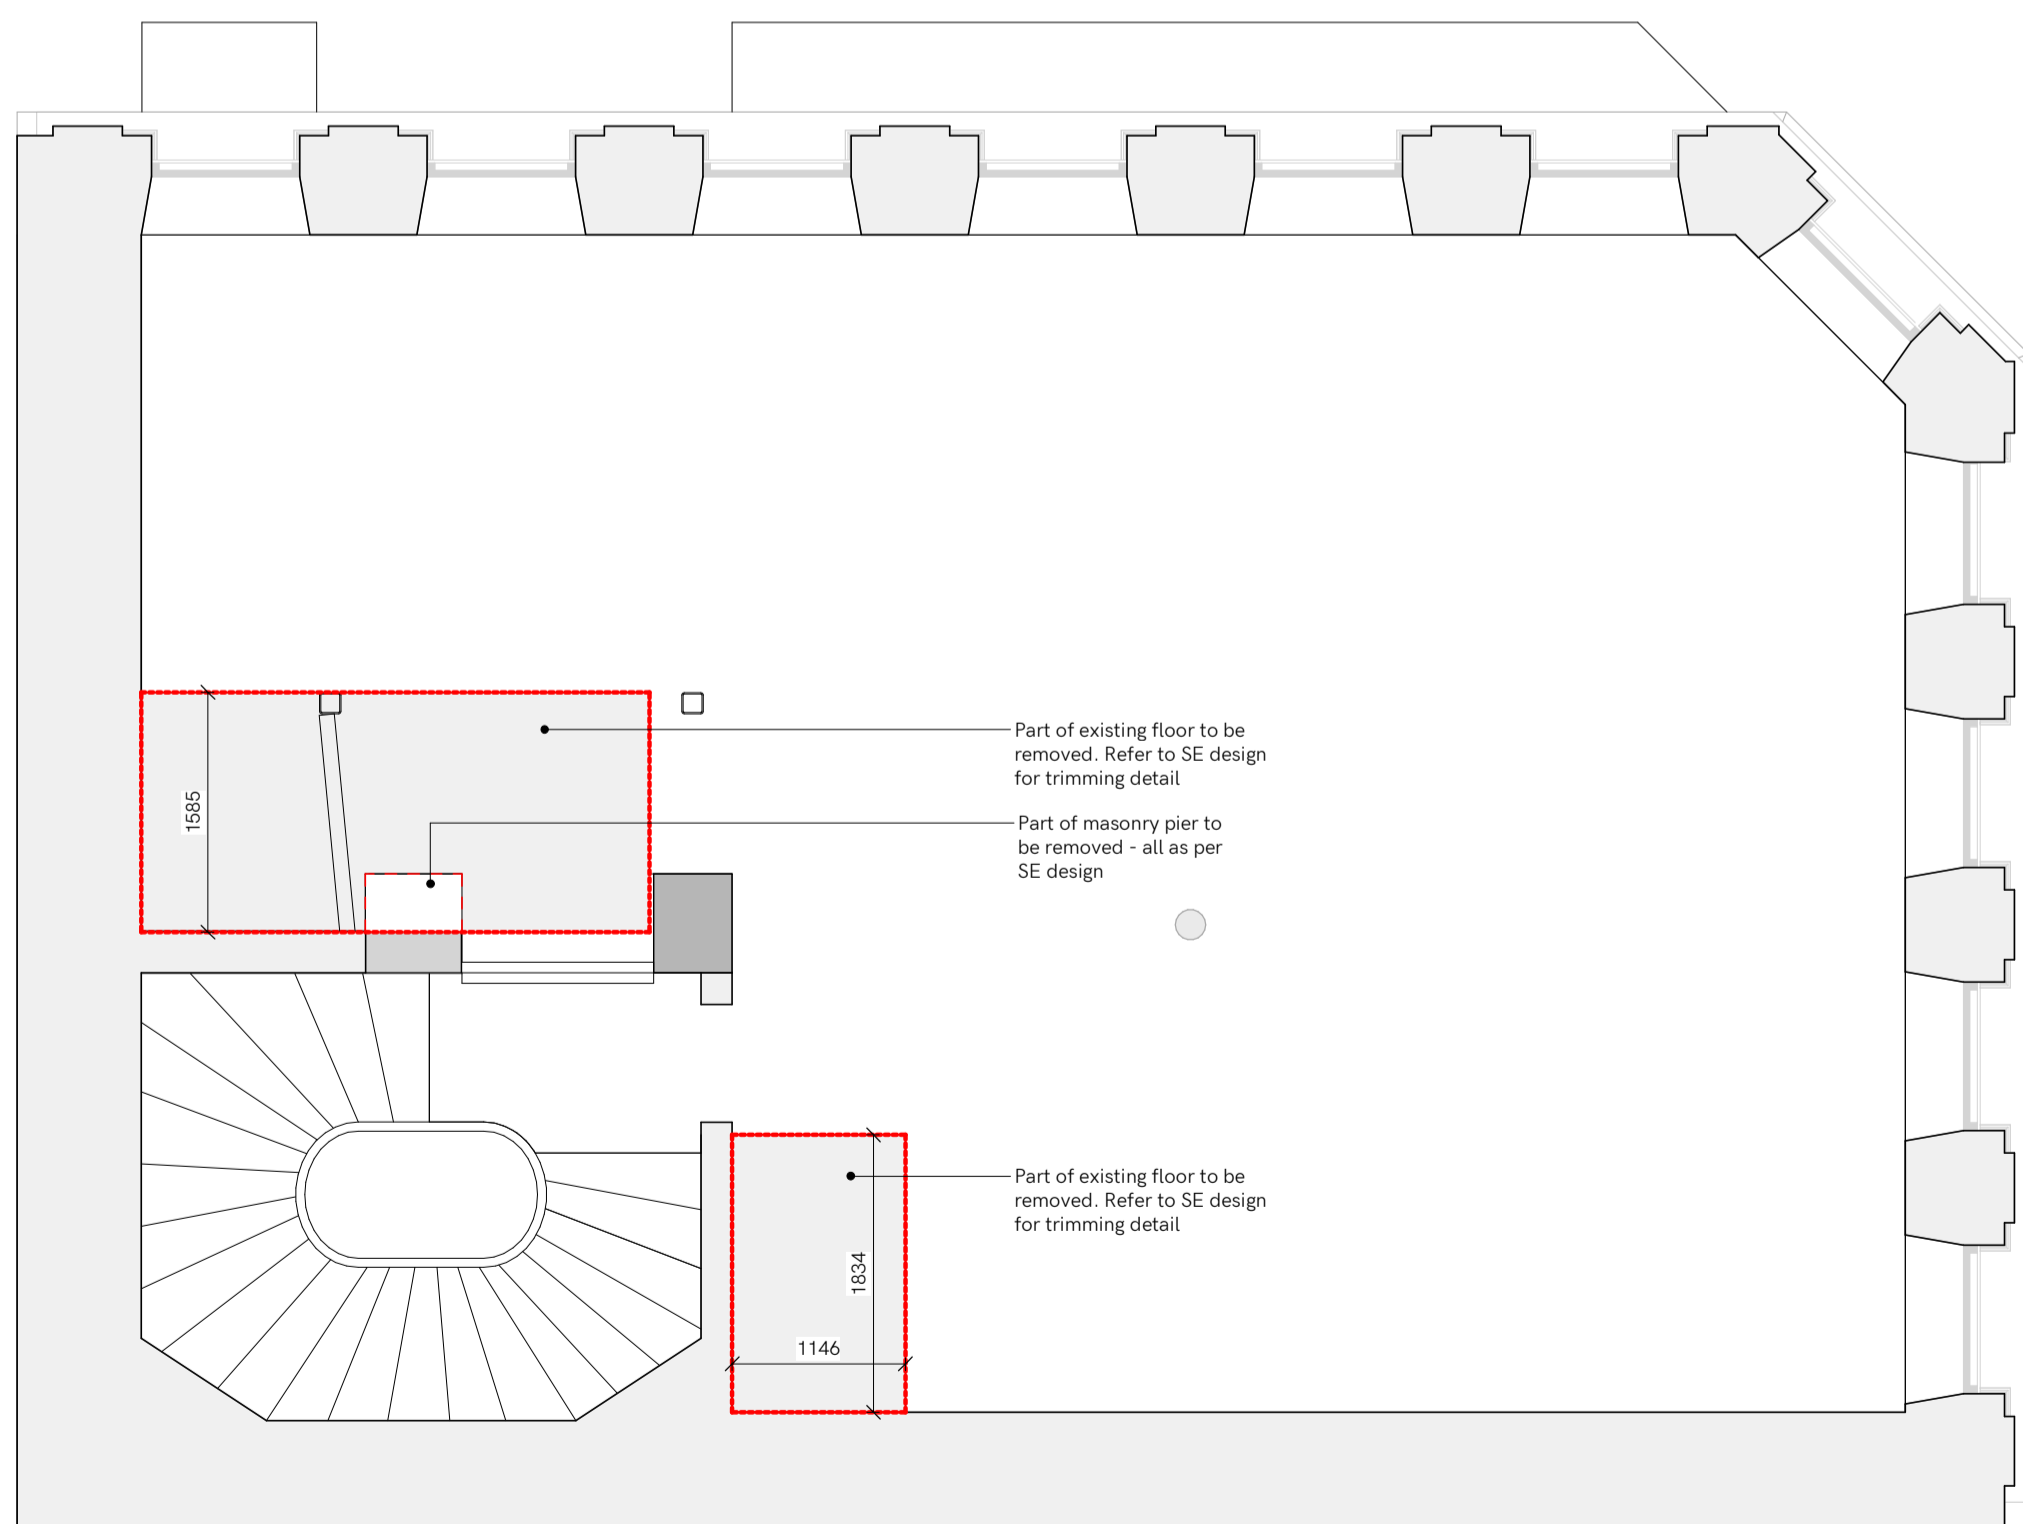 Part of existing floor to be
removed. Refer to SE design
for trimming detail
1585
Part of masonry pier to
be removed - all as per
SE design
Part of existing floor to be
removed. Refer to SE design
for trimming detail
1834
1146